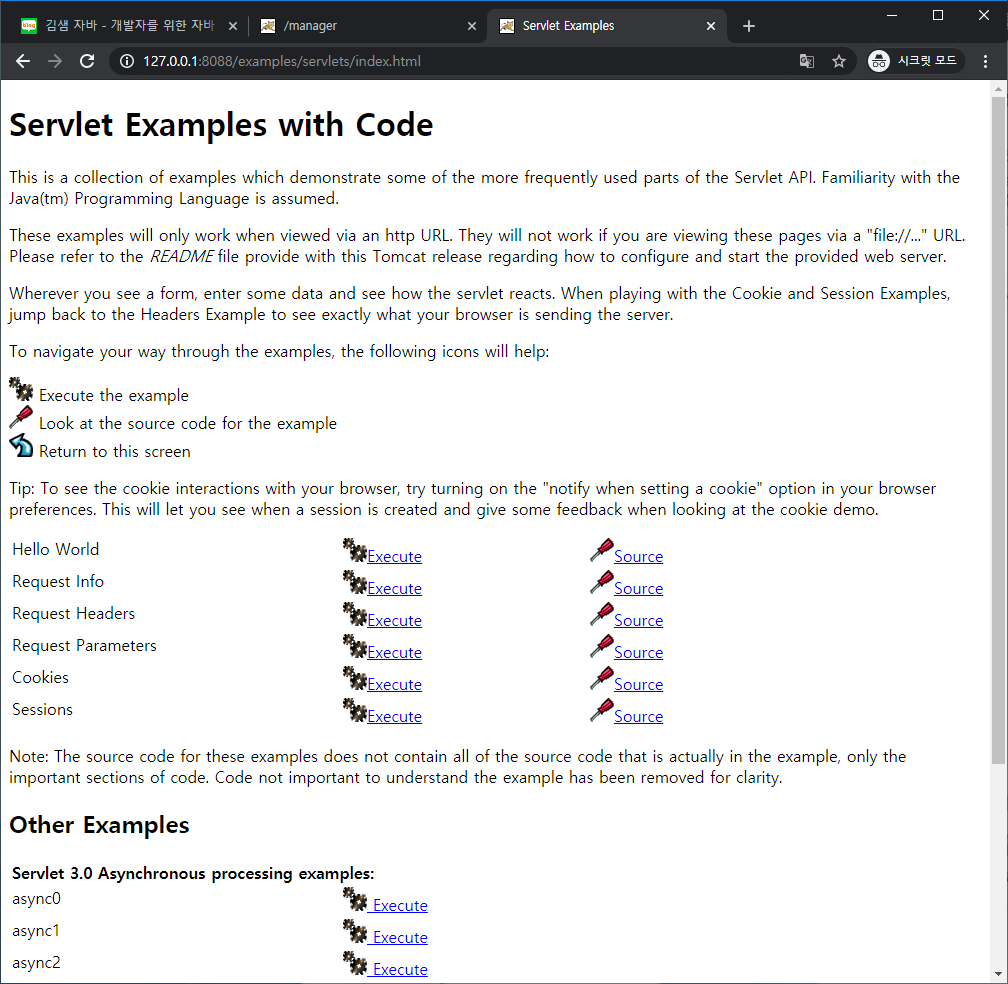 김샘 자바 - 개발자를 위한 자바
/manager
Servlet Examples
127.0.0.1:8088/examples/servlets/index.html
시크릿 모드
Servlet Examples with Code
This is a collection of examples which demonstrate some of the more frequently used parts of the Servlet API. Familiarity with the
Java(tm) Programming Language is assumed.
These examples will only work when viewed via an http URL. They will not work if you are viewing these pages via a "file://..." URL.
Please refer to the README file provide with this Tomcat release regarding how to configure and start the provided web server.
Wherever you see a form, enter some data and see how the servlet reacts. When playing with the Cookie and Session Examples,
jump back to the Headers Example to see exactly what your browser is sending the server.
To navigate your way through the examples, the following icons will help:
Execute the example
Look at the source code for the example
Return to this screen
Tip: To see the cookie interactions with your browser, try turning on the "notify when setting a cookie" option in your browser
preferences. This will let you see when a session is created and give some feedback when looking at the cookie demo.
Hello World Execute Source
Request Info Execute Source
Request Headers Execute Source
Request Parameters Execute Source
Cookies Execute Source
Sessions Execute Source
Note: The source code for these examples does not contain all of the source code that is actually in the example, only the
important sections of code. Code not important to understand the example has been removed for clarity.
Other Examples
Servlet 3.0 Asynchronous processing examples:
async0 Execute
async1 Execute
async2 Execute